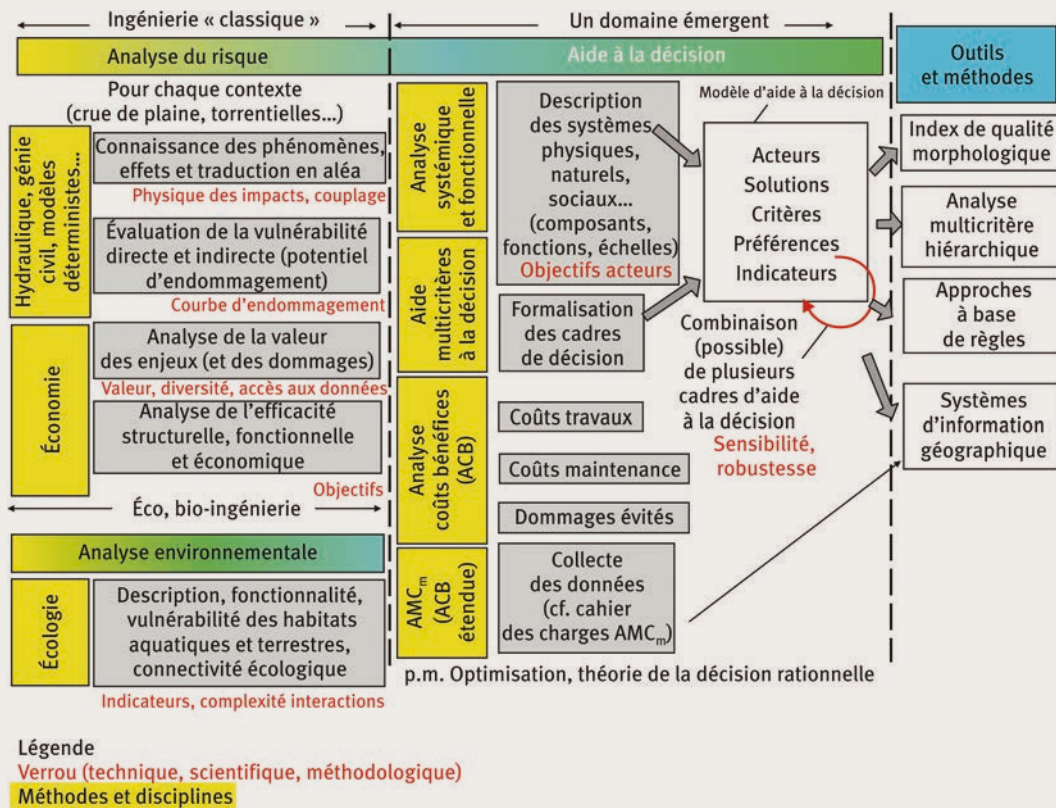 Ingénierie « classique »
Un domaine émergent
Analyse du risque
Aide à la décision
Outils
et méthodes
Pour chaque contexte
(crue de plaine, torrentielles...)
Hydraulique, génie
civil, modèles
déterministes...
Connaissance des phénomènes,
effets et traduction en aléa
Physique des impacts, couplage
Évaluation de la vulnérabilité
directe et indirecte (potentiel
d'endommagement)
Courbe d'endommagement
Économie
Analyse de la valeur
des enjeux (et des dommages)
Valeur, diversité, accès aux données
Analyse de l'efficacité
structurelle, fonctionnelle
et économique
Objectifs
Éco, bio-ingénierie
Analyse environnementale
Écologie
Description, fonctionnalité,
vulnérabilité des habitats
aquatiques et terrestres,
connectivité écologique
Indicateurs, complexité interactions
Analyse
systémique
et fonctionnelle
Description
des systèmes
physiques,
naturels,
sociaux...
(composants,
fonctions, échelles)
Objectifs acteurs
Aide
multicritères
à la décision
Formalisation
des cadres
de décision
Analyse
coûts bénéfices
(ACB)
Coûts travaux
Coûts maintenance
Dommages évités
AMCm
(ACB
étendue)
Collecte
des données
(cf. cahier
des charges AMCm)
p.m. Optimisation, théorie de la décision rationnelle
Modèle d'aide à la décision
Acteurs
Solutions
Critères
Préférences
Indicateurs
Combinaison
(possible)
de plusieurs
cadres d'aide
à la décision
Sensibilité,
robustesse
Index de qualité
morphologique
Analyse
multicritère
hiérarchique
Approches
à base
de règles
Systèmes
d'information
géographique
Légende
Verrou (technique, scientifique, méthodologique)
Méthodes et disciplines